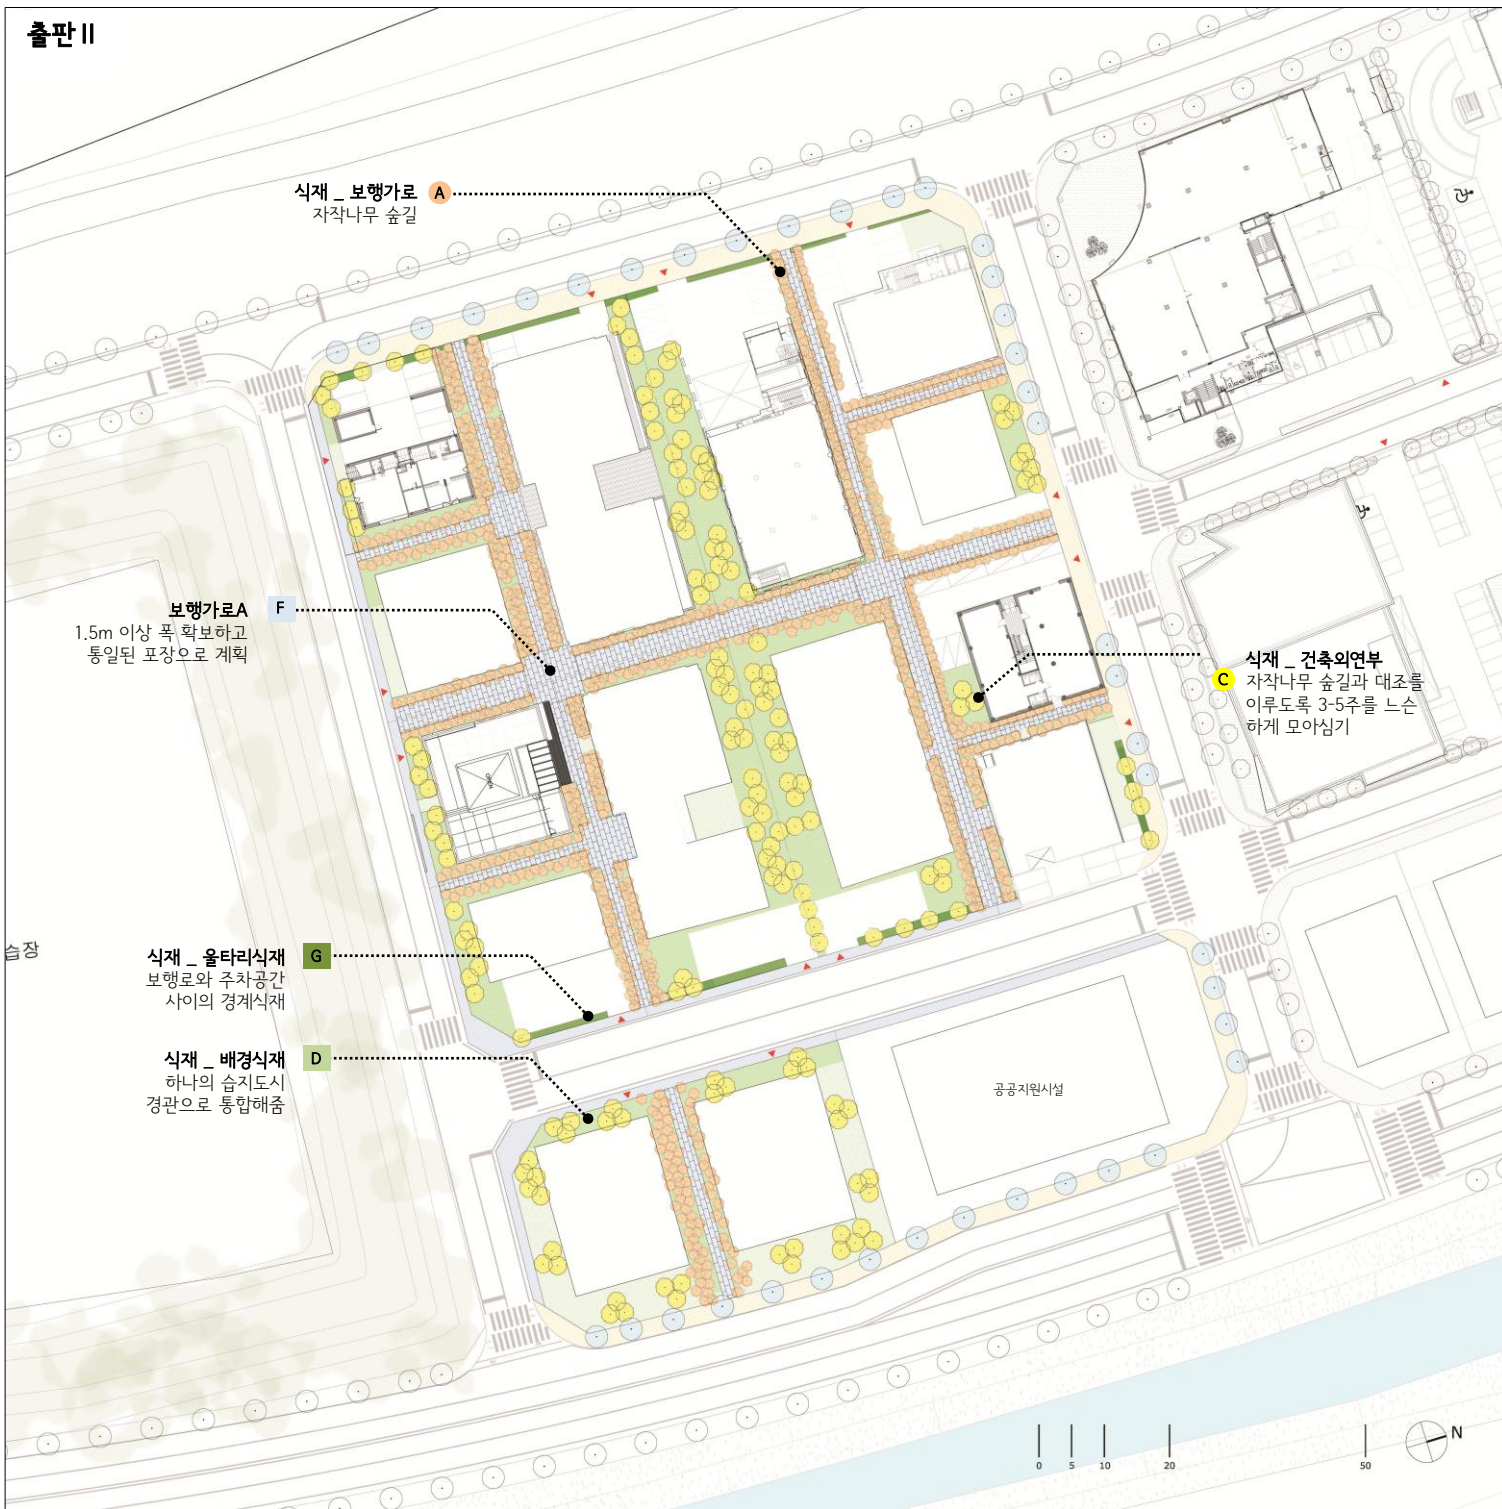 출판 II
식재 _ 보행가로 A
자작나무 숲길
보행가로A F
1.5m 이상 폭 확보하고
통일된 포장으로 계획
식재 _ 건축외연부
C 자작나무 숲길과 대조를
이루도록 3-5주를 느슨
하게 모아심기
습장
식재 _ 울타리식재 G
보행로와 주차공간
사이의 경계식재
식재 _ 배경식재 D
하나의 습지도시
경관으로 통합해줌
공공지원시설
N
0 5 10 20 50